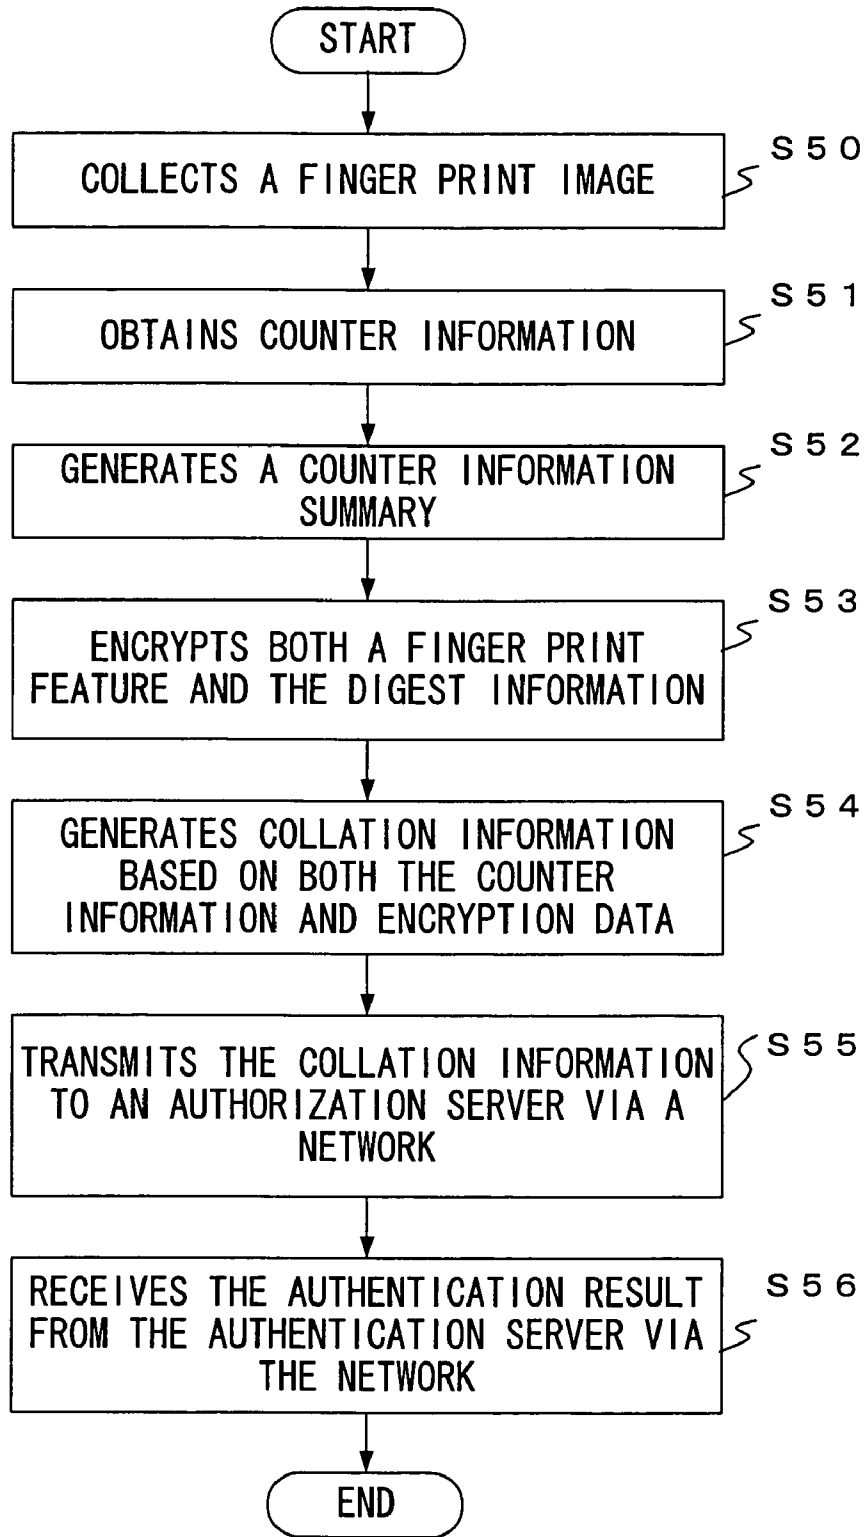 START
S50
COLLECTS A FINGER PRINT IMAGE
S51
OBTAINS COUNTER INFORMATION
S52
GENERATES A COUNTER INFORMATION
SUMMARY
S53
ENCRYPTS BOTH A FINGER PRINT
FEATURE AND THE DIGEST INFORMATION
S54
GENERATES COLLATION INFORMATION
BASED ON BOTH THE COUNTER
INFORMATION AND ENCRYPTION DATA
S55
TRANSMITS THE COLLATION INFORMATION
TO AN AUTHORIZATION SERVER VIA A
NETWORK
S56
RECEIVES THE AUTHENTICATION RESULT
FROM THE AUTHENTICATION SERVER VIA
THE NETWORK
END